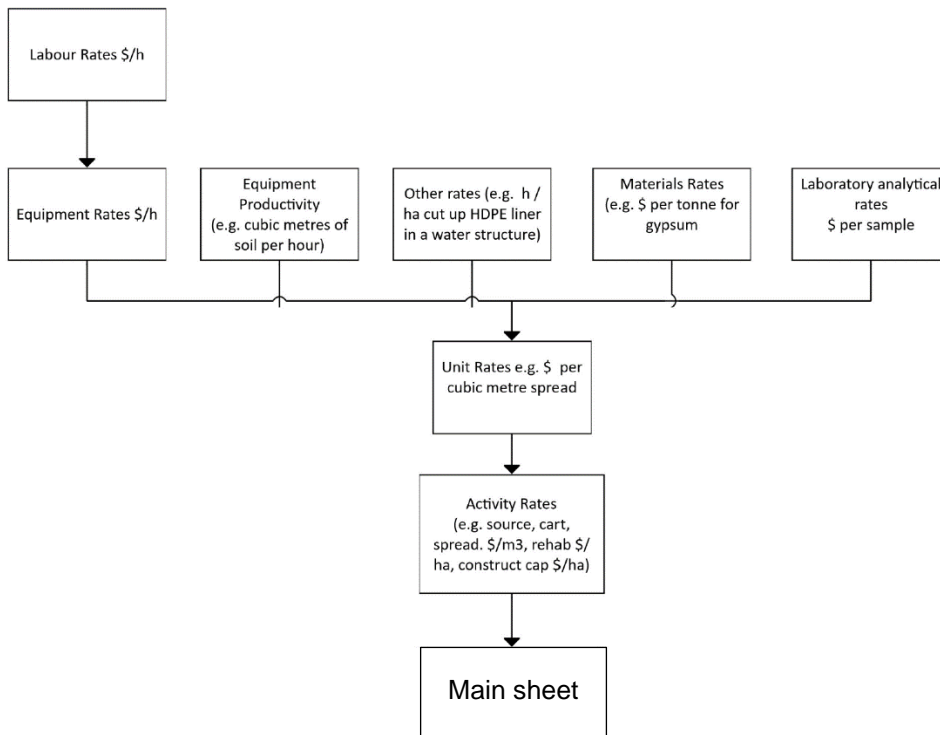 Labour Rates $/h
Equipment Rates $/h
Equipment
Productivity
(e.g. cubic metres of
soil per hour)
Other rates (e.g. h /
ha cut up HDPE liner
in a water structure)
Materials Rates
(e.g. $ per tonne for
gypsum
Laboratory analytical
rates
$ per sample
Unit Rates e.g. $ per
cubic metre spread
Activity Rates
(e.g. source, cart,
spread. $/m3, rehab $/
ha, construct cap $/ha)
Main sheet